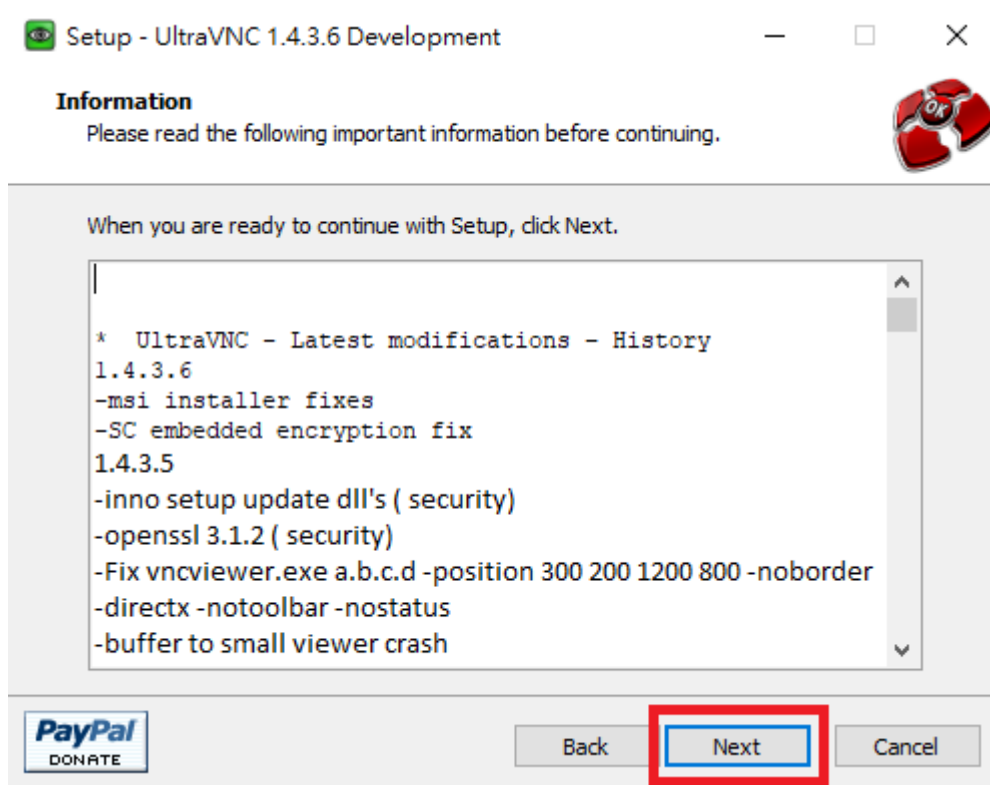 Setup - UltraVNC 1.4.3.6 Development
Information
Please read the following important information before continuing.
OK
When you are ready to continue with Setup, click Next.
* UltraVNC - Latest modifications - History
1.4.3.6
-msi installer fixes
-SC embedded encryption fix
1.4.3.5
-inno setup update dll's ( security)
-openssl 3.1.2 ( security)
-Fix vncviewer.exe a.b.c.d -position 300 200 1200 800 -noborder
-directx -notoolbar -nostatus
-buffer to small viewer crash
PayPal
DONATE
Back
Next
Cancel